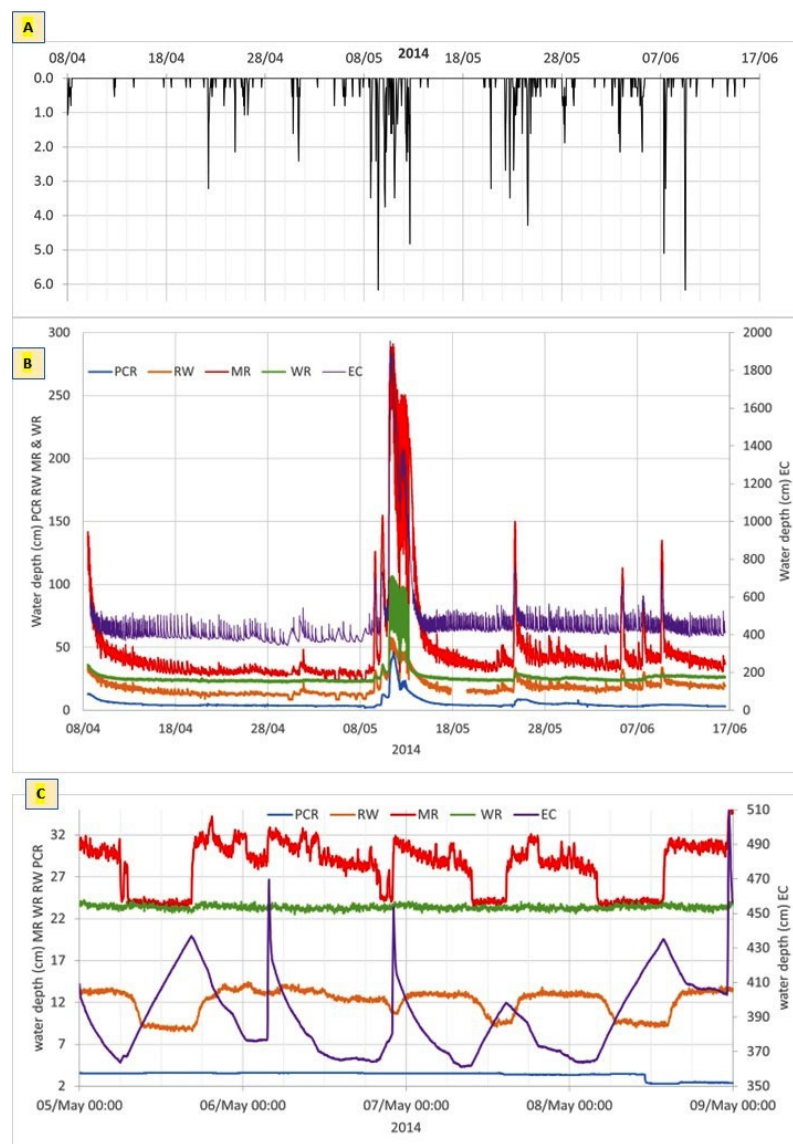 A
2014
08/04 18/04 28/04 08/05 18/05 28/05 07/06 17/06
0.0
1.0
2.0
3.0
4.0
5.0
6.0
B
300 2000
PCR RW MR WR EC
250 1800
1600
200 1400
1200
150 1000
800
100 600
50 400
200
0 0
Water depth (cm) PCR RW MR & WR
Water depth (cm) EC
08/04 18/04 28/04 08/05 18/05 28/05 07/06 17/06
2014
C
PCR RW MR WR EC
32 510
27 490
22 470
17 450
12 430
7 410
2 390
370
350
water depth (cm) MR WR RW PCR
water depth (cm) EC
05/May 00:00 06/May 00:00 07/May 00:00 08/May 00:00 09/May 00:00
2014